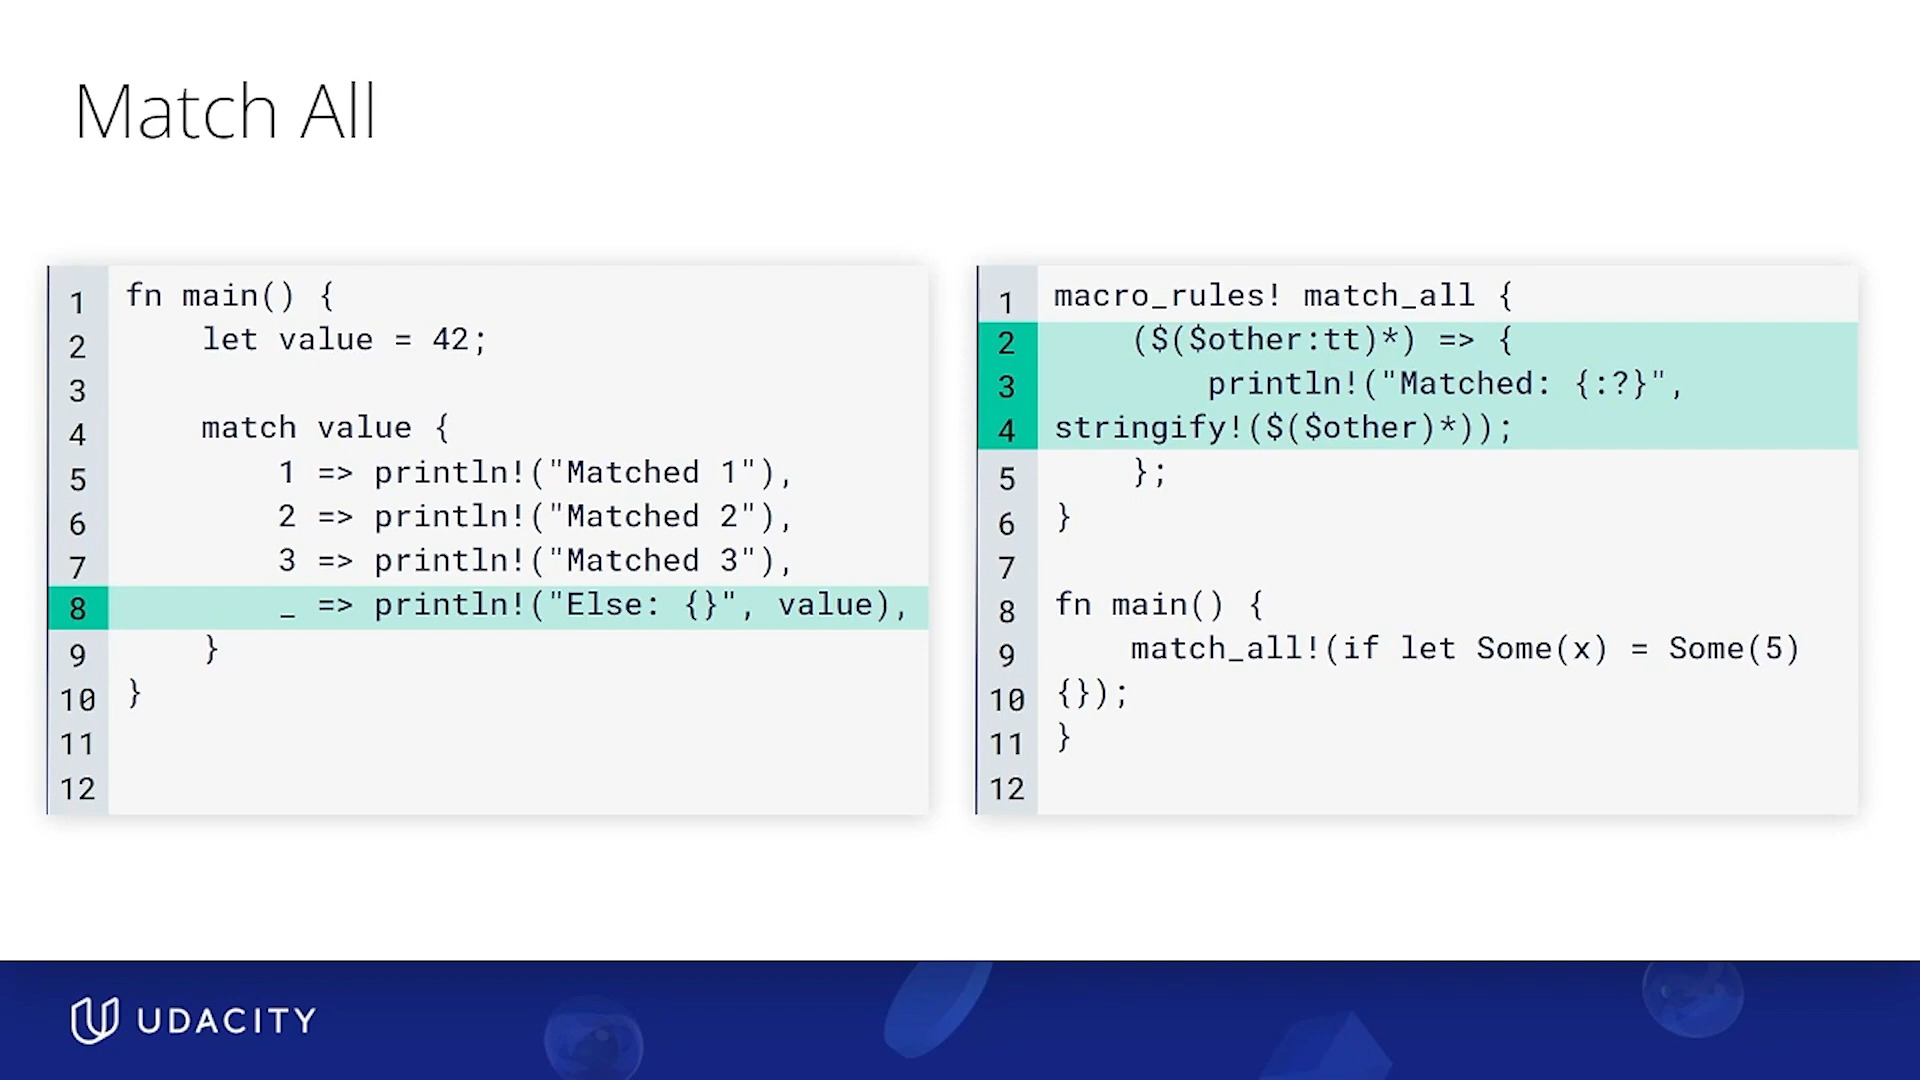 Match All
1 fn main() {
2     let value = 42;
3
4     match value {
5         1 => println!("Matched 1"),
6         2 => println!("Matched 2"),
7         3 => println!("Matched 3"),
8         _ => println!("Else: {}", value),
9     }
10 }
11
12
1 macro_rules! match_all {
2     ($($other:tt)*) => {
3         println!("Matched: {:?}",
4 stringify!($($other)*));
5     };
6 }
7
8 fn main() {
9     match_all!(if let Some(x) = Some(5)
10 {});
11 }
12
UDACITY